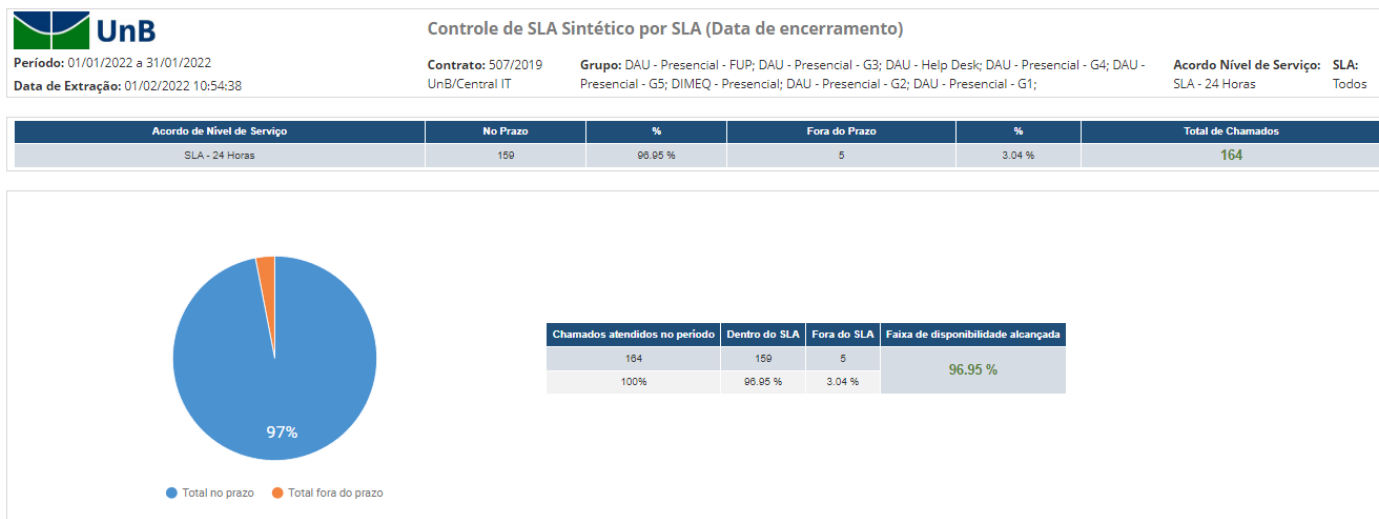 UnB
Controle de SLA Sintético por SLA (Data de encerramento)
Período: 01/01/2022 a 31/01/2022
Data de Extração: 01/02/2022 10:54:38
Contrato: 507/2019
UnB/Central IT
Grupo: DAU - Presencial - FUP; DAU - Presencial - G3; DAU - Help Desk; DAU - Presencial - G4; DAU -
Presencial - G5; DIMEQ - Presencial; DAU - Presencial - G2; DAU - Presencial - G1;
Acordo Nível de Serviço:
SLA - 24 Horas
SLA:
Todos
Acordo de Nível de Serviço No Prazo % Fora do Prazo % Total de Chamados
SLA - 24 Horas 159 96.95 % 5 3.04 % 164
97%
Total no prazo Total fora do prazo
Chamados atendidos no período Dentro do SLA Fora do SLA Faixa de disponibilidade alcançada
164 159 5 96.95 %
100% 96.95 % 3.04 %